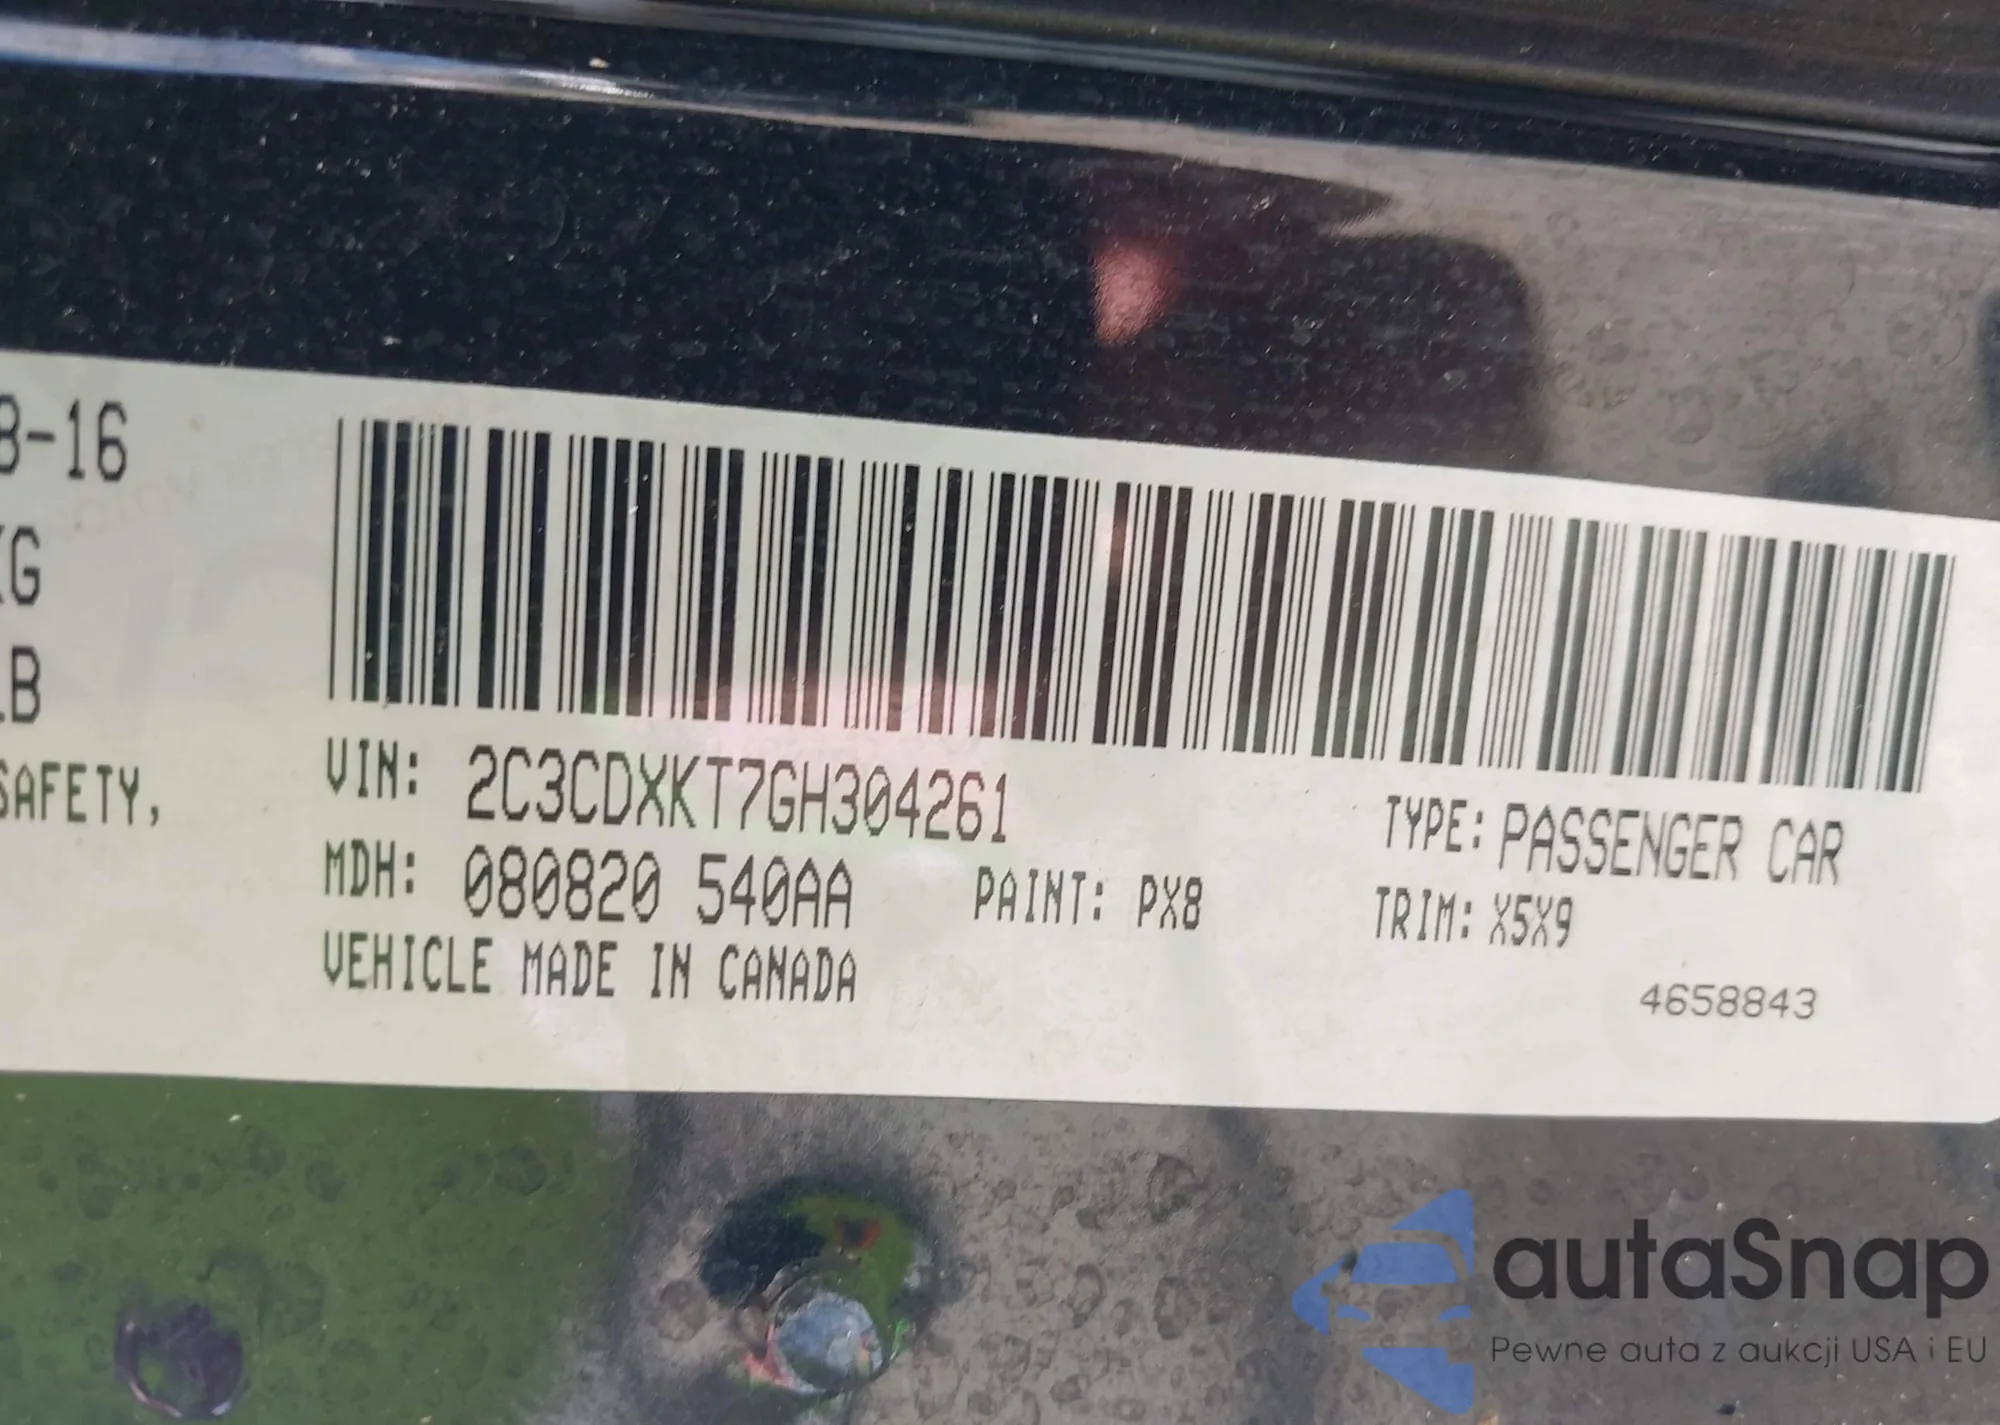 8-16
KG
LB
SAFETY,
VIN: 2C3CDXKT7GH304261
TYPE: PASSENGER CAR
MDH: 080820 540AA
PAINT: PX8
TRIM: X5X9
VEHICLE MADE IN CANADA
4658843
autaSnap
Pewne auta z aukcji USA i EU